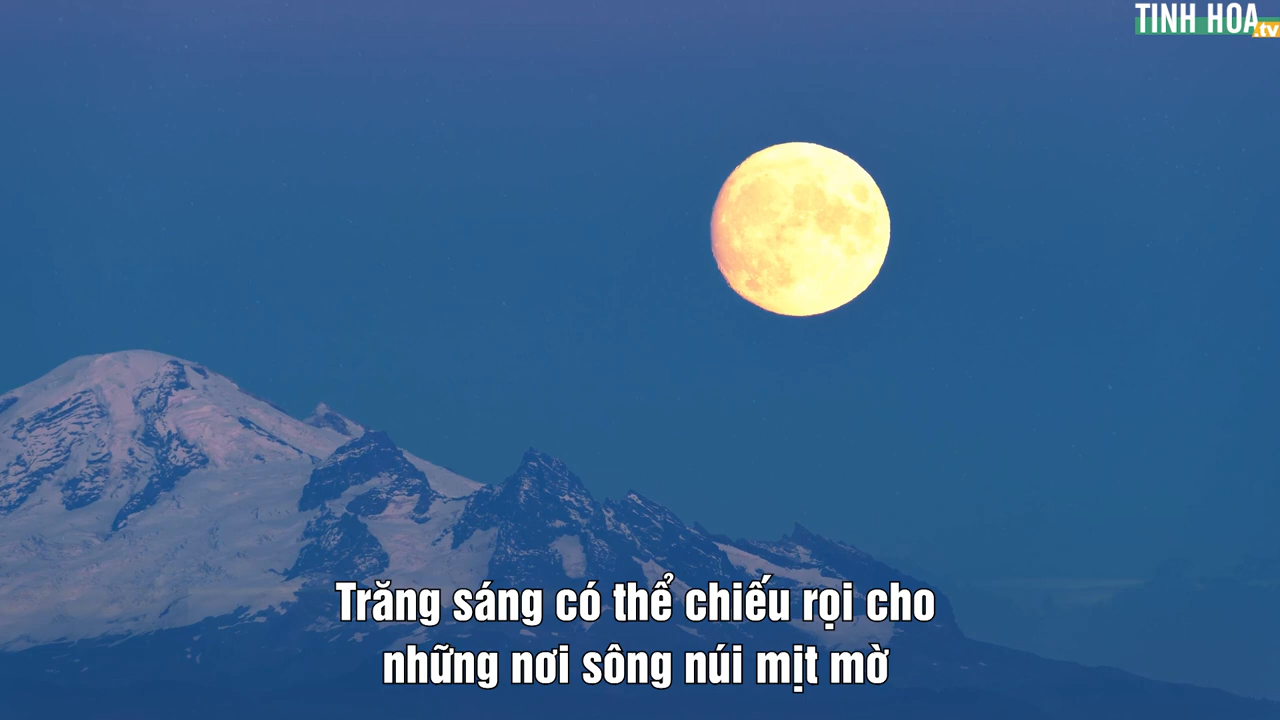 TINH HOA
.tv
Trăng sáng có thể chiếu rọi cho
những nơi sông núi mịt mờ